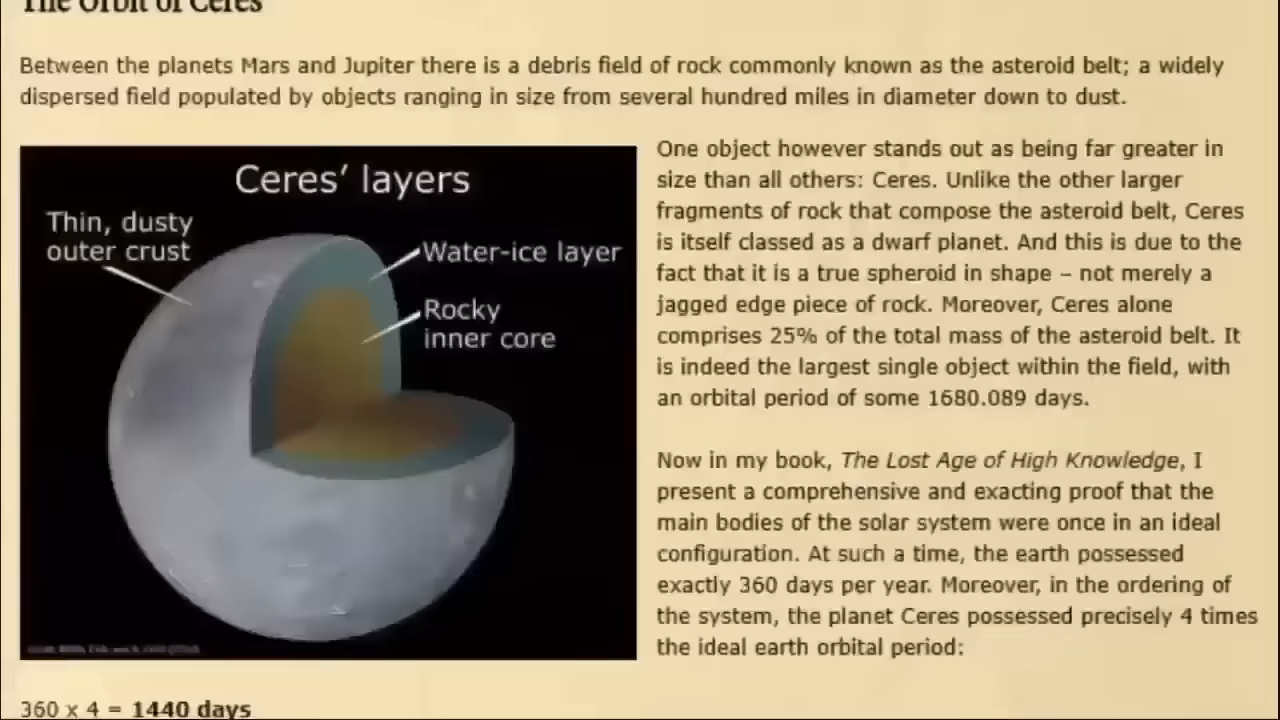 The Orbit of Ceres
Between the planets Mars and Jupiter there is a debris field of rock commonly known as the asteroid belt; a widely
dispersed field populated by objects ranging in size from several hundred miles in diameter down to dust.
Ceres’ layers
Thin, dusty
outer crust
Water-ice layer
Rocky
inner core
One object however stands out as being far greater in
size than all others: Ceres. Unlike the other larger
fragments of rock that compose the asteroid belt, Ceres
is itself classed as a dwarf planet. And this is due to the
fact that it is a true spheroid in shape – not merely a
jagged edge piece of rock. Moreover, Ceres alone
comprises 25% of the total mass of the asteroid belt. It
is indeed the largest single object within the field, with
an orbital period of some 1680.089 days.
Now in my book, The Lost Age of High Knowledge, I
present a comprehensive and exacting proof that the
main bodies of the solar system were once in an ideal
configuration. At such a time, the earth possessed
exactly 360 days per year. Moreover, in the ordering of
the system, the planet Ceres possessed precisely 4 times
the ideal earth orbital period:
360 x 4 = 1440 days